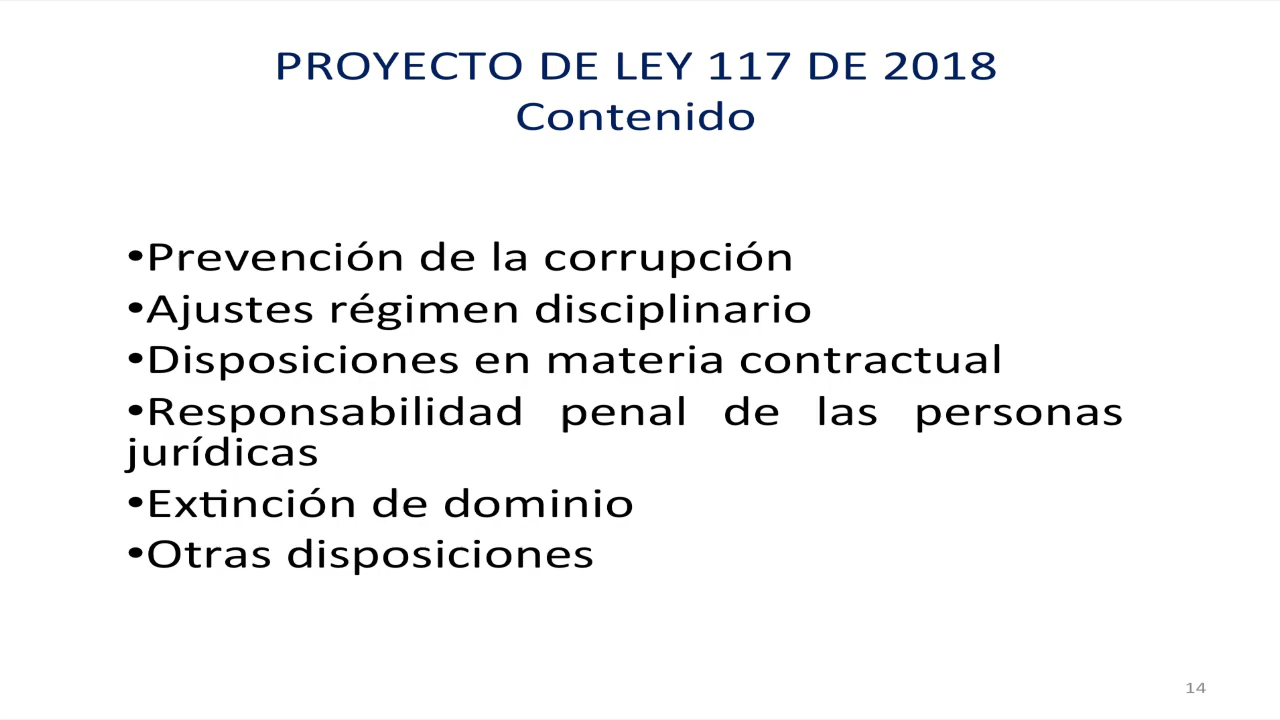 PROYECTO DE LEY 117 DE 2018
Contenido
•Prevención de la corrupción
•Ajustes régimen disciplinario
•Disposiciones en materia contractual
•Responsabilidad penal de las personas
jurídicas
•Extinción de dominio
•Otras disposiciones
14